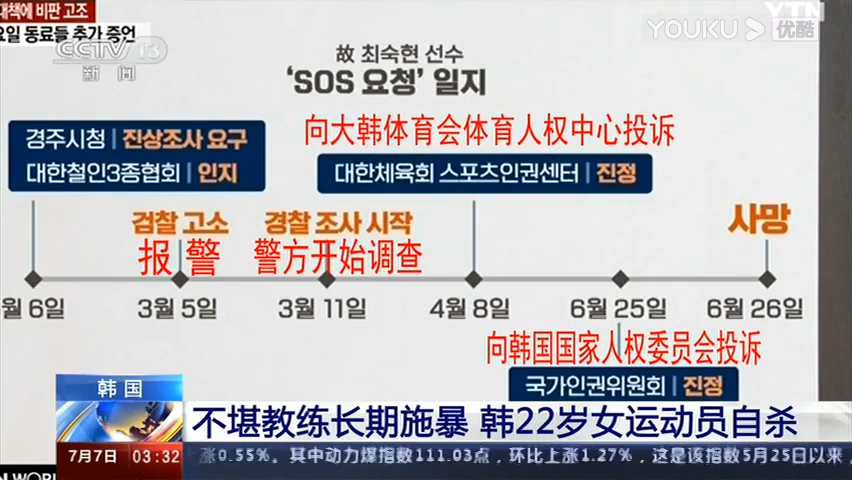 대책에 비판 고조
요일 동료들 추가 증언
CCTV 13
新闻
YTN
YOUKU 优酷
故 최숙현 선수
‘SOS 요청’ 일지
경주시청 | 진상조사 요구
대한철인3종협회 | 인지
向大韩体育会体育人权中心投诉
대한체육회 스포츠인권센터 | 진정
검찰 고소
경찰 조사 시작
사망
报 警
警方开始调查
월 6일
3월 5일
3월 11일
4월 8일
6월 25일
6월 26일
向韩国国家人权委员会投诉
국가인권위원회 | 진정
韩国
不堪教练长期施暴 韩22岁女运动员自杀
7月7日 03:32
涨0.55%。其中动力煤指数111.03点，环比上涨1.27%，这是该指数5月25日以来，